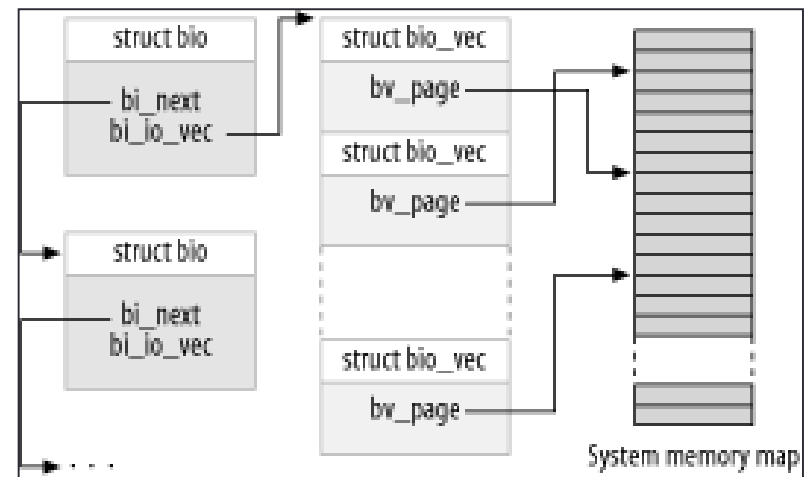 struct bio
bi_next
bi_io_vec
struct bio
bi_next
bi_io_vec
. . .
struct bio_vec
bv_page
struct bio_vec
bv_page
struct bio_vec
bv_page
System memory map